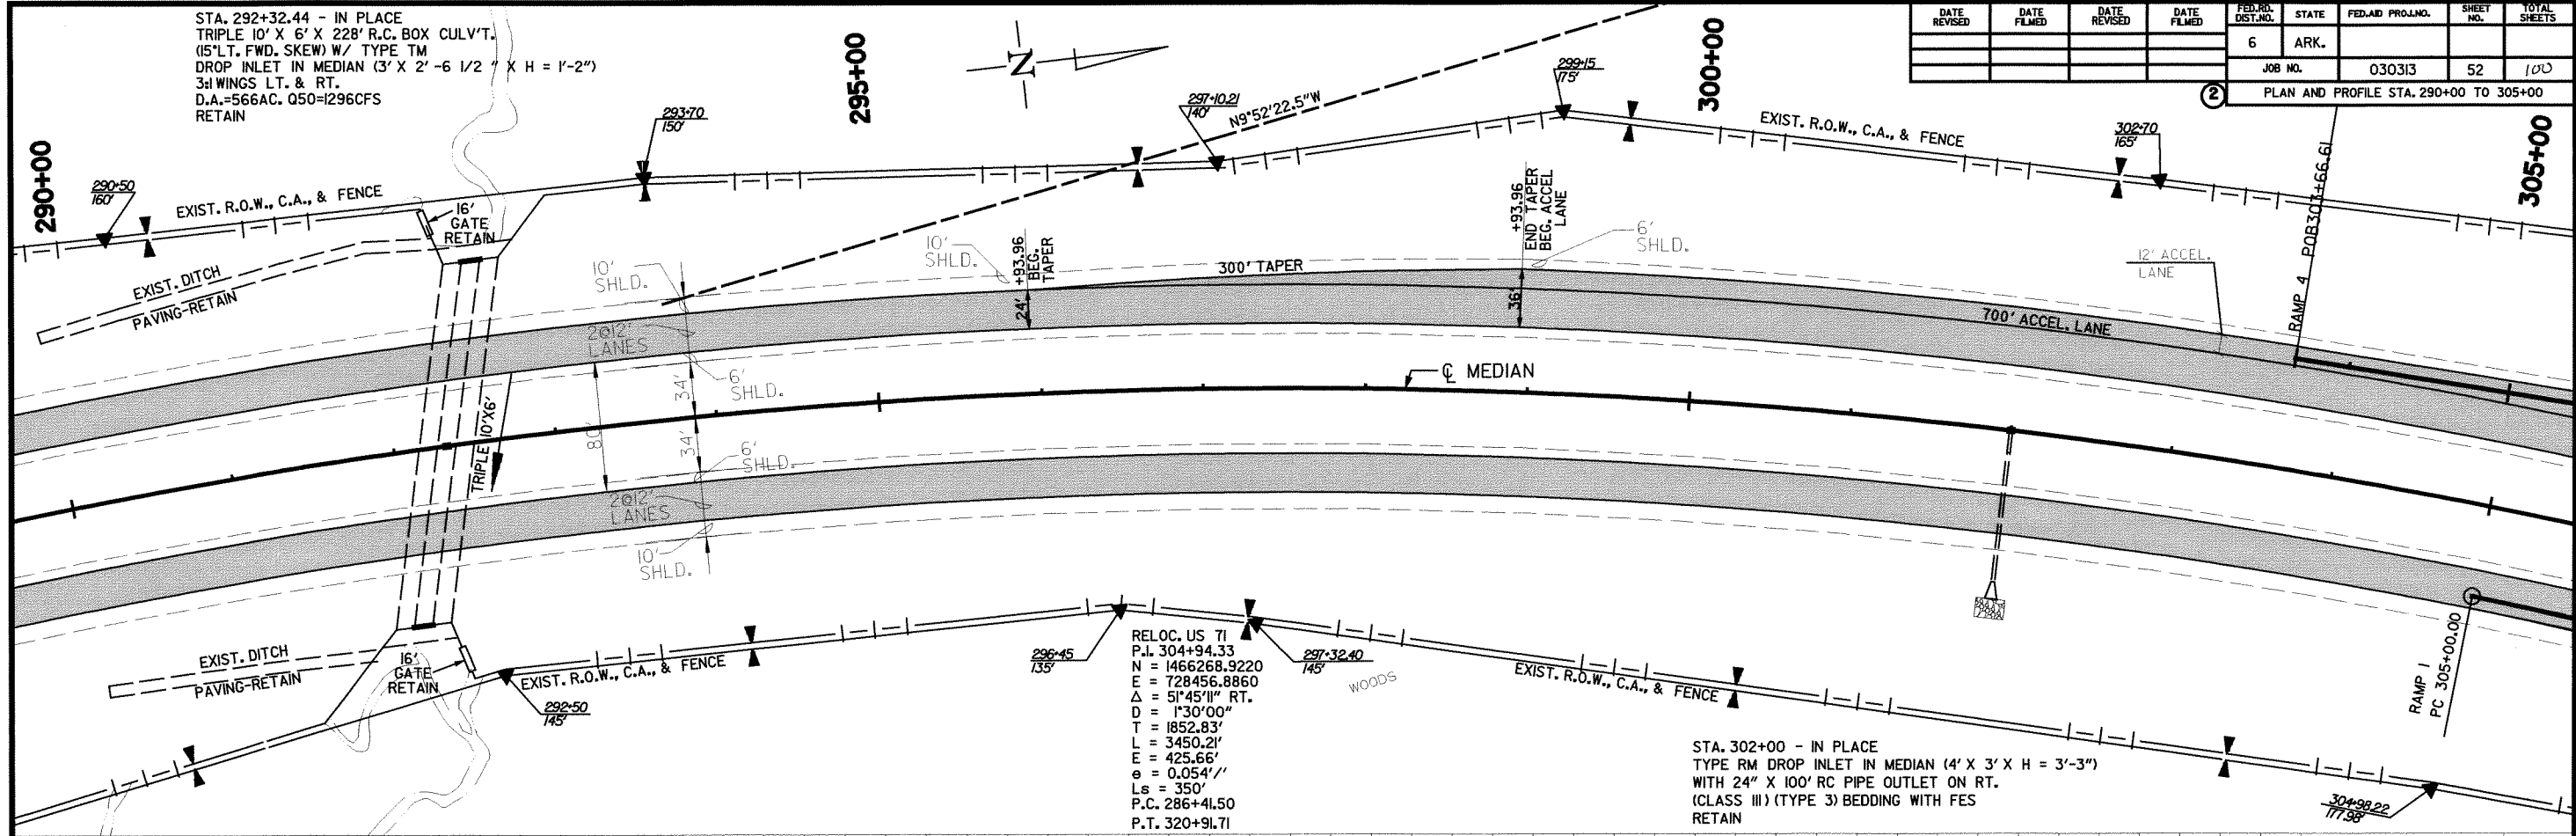 STA. 292+32.44 - IN PLACE
TRIPLE 10' X 6' X 228' R.C. BOX CULV'T.
(15°LT. FWD. SKEW) W/ TYPE TM
DROP INLET IN MEDIAN (3' X 2' -6 1/2 " X H = 1'-2")
3:1 WINGS LT. & RT.
D.A.=566AC. Q50=1296CFS
RETAIN
DATE REVISED
DATE FILMED
DATE REVISED
DATE FILMED
FED.RD. DIST.NO.
STATE
FED.AID PROJ.NO.
SHEET NO.
TOTAL SHEETS
6
ARK.
JOB NO.
030313
52
100
2
PLAN AND PROFILE STA. 290+00 TO 305+00
290+00
295+00
300+00
305+00
N
N9°52'22.5"W
290+50
160'
293+70
150'
297+10.21
140'
299+15
175'
302+70
165'
EXIST. R.O.W., C.A., & FENCE
EXIST. R.O.W., C.A., & FENCE
16'
GATE
RETAIN
EXIST. DITCH
PAVING-RETAIN
10'
SHLD.
10'
SHLD.
+93.96
BEG.
TAPER
24'
300' TAPER
+93.96
END TAPER
BEG. ACCEL
LANE
36'
6'
SHLD.
12' ACCEL.
LANE
700' ACCEL. LANE
RAMP 4 POB303+66.61
2@12'
LANES
6'
SHLD.
34'
80'
34'
TRIPLE 10'X6'
℄ MEDIAN
6'
SHLD.
2@12'
LANES
10'
SHLD.
EXIST. DITCH
PAVING-RETAIN
16'
GATE
RETAIN
292+50
145'
EXIST. R.O.W., C.A., & FENCE
296+45
135'
297+32.40
145'
WOODS
EXIST. R.O.W., C.A., & FENCE
RELOC. US 71
P.I. 304+94.33
N = 1466268.9220
E = 728456.8860
Δ = 51°45'11" RT.
D = 1°30'00"
T = 1852.83'
L = 3450.21'
E = 425.66'
e = 0.054'/'
Ls = 350'
P.C. 286+41.50
P.T. 320+91.71
STA. 302+00 - IN PLACE
TYPE RM DROP INLET IN MEDIAN (4' X 3' X H = 3'-3")
WITH 24" X 100' RC PIPE OUTLET ON RT.
(CLASS III) (TYPE 3) BEDDING WITH FES
RETAIN
RAMP 1
PC 305+00.00
304+98.22
177.98'